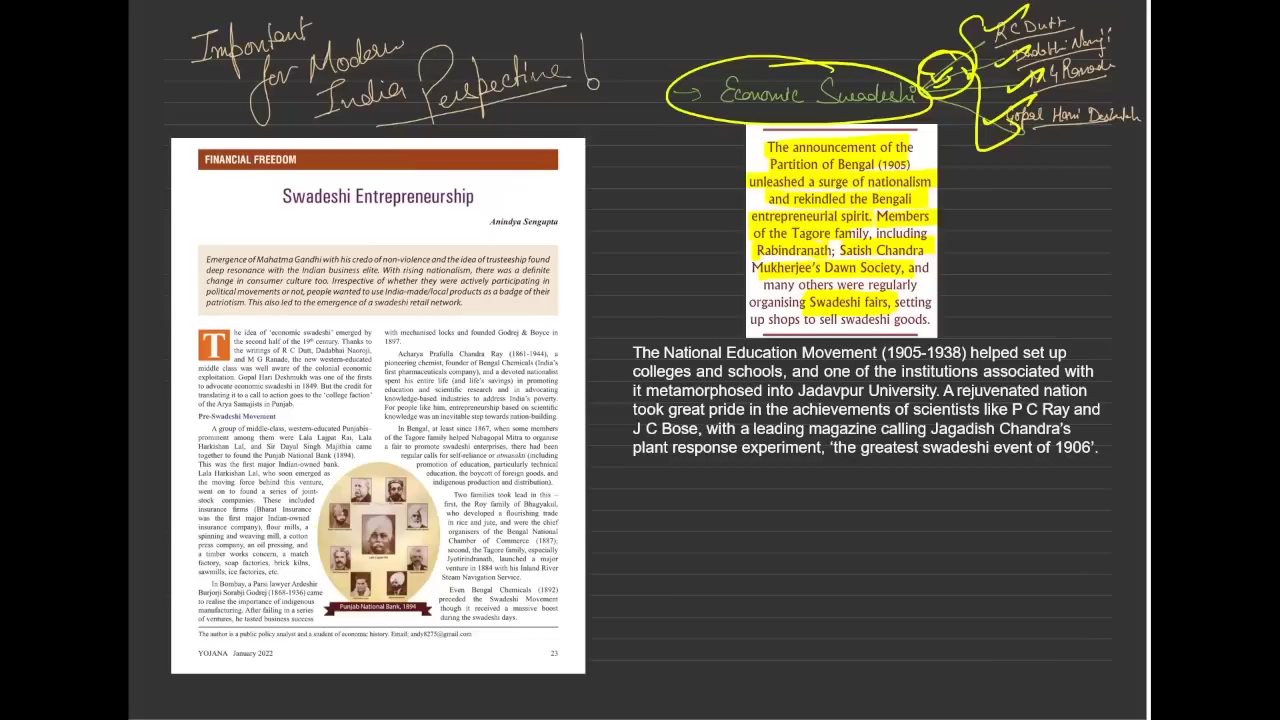 Important
for Modern
India Perspective!
→ Economic Swadeshi
R C Dutt
Dadabhai Naroji
M G Ranade
Gopal Hari Deshmukh
FINANCIAL FREEDOM
Swadeshi Entrepreneurship
Anindya Sengupta
Emergence of Mahatma Gandhi with his credo of non-violence and the idea of trusteeship found
deep resonance with the Indian business elite. With rising nationalism, there was a definite
change in consumer culture too. Irrespective of whether they were actively participating in
political movements or not, people wanted to use India-made/local products as a badge of their
patriotism. This also led to the emergence of a swadeshi retail network.
The idea of 'economic swadeshi' emerged by
the second half of the 19th century. Thanks to
the writings of R C Dutt, Dadabhai Naoroji,
and M G Ranade, the new western-educated
middle class was well aware of the colonial economic
exploitation. Gopal Hari Deshmukh was one of the firsts
to advocate economic swadeshi in 1849. But the credit for
translating it to a call to action goes to the 'college faction'
of the Arya Samajists in Punjab.
Pre-Swadeshi Movement
A group of middle-class, western-educated Punjabis–
prominent among them were Lala Lajpat Rai, Lala
Harkishan Lal, and Sir Dayal Singh Majithia came
together to found the Punjab National Bank (1894).
This was the first major Indian-owned bank.
Lala Harkishan Lal, who soon emerged as
the moving force behind this venture,
went on to found a series of joint-
stock companies. These included
insurance firms (Bharat Insurance
was the first major Indian-owned
insurance company), flour mills, a
spinning and weaving mill, a cotton
press company, an oil pressing, and
a timber works concern, a match
factory, soap factories, brick kilns,
sawmills, ice factories, etc.
In Bombay, a Parsi lawyer Ardeshir
Burjorji Sorabji Godrej (1868-1936) came
to realise the importance of indigenous
manufacturing. After failing in a series
of ventures, he tasted business success
with mechanised locks and founded Godrej & Boyce in
1897.
Acharya Prafulla Chandra Ray (1861-1944), a
pioneering chemist, founder of Bengal Chemicals (India's
first pharmaceuticals company), and a devoted nationalist
spent his entire life (and life's savings) in promoting
education and scientific research and in advocating
knowledge-based industries to address India's poverty.
For people like him, entrepreneurship based on scientific
knowledge was an inevitable step towards nation-building.
In Bengal, at least since 1867, when some members
of the Tagore family helped Nabagopal Mitra to organise
a fair to promote swadeshi enterprises, there had been
regular calls for self-reliance or atmasakti (including
promotion of education, particularly technical
education, the boycott of foreign goods, and
indigenous production and distribution).
Two families took lead in this –
first, the Roy family of Bhagyakul,
who developed a flourishing trade
in rice and jute, and were the chief
organisers of the Bengal National
Chamber of Commerce (1887);
second, the Tagore family, especially
Jyotirindranath, launched a major
venture in 1884 with his Inland River
Steam Navigation Service.
Even Bengal Chemicals (1892)
preceded the Swadeshi Movement
though it received a massive boost
during the swadeshi days.
Punjab National Bank, 1894
The author is a public policy analyst and a student of economic history. Email: andy8275@gmail.com
YOJANA January 2022
23
The announcement of the
Partition of Bengal (1905)
unleashed a surge of nationalism
and rekindled the Bengali
entrepreneurial spirit. Members
of the Tagore family, including
Rabindranath; Satish Chandra
Mukherjee's Dawn Society, and
many others were regularly
organising Swadeshi fairs, setting
up shops to sell swadeshi goods.
The National Education Movement (1905-1938) helped set up
colleges and schools, and one of the institutions associated with
it metamorphosed into Jadavpur University. A rejuvenated nation
took great pride in the achievements of scientists like P C Ray and
J C Bose, with a leading magazine calling Jagadish Chandra's
plant response experiment, 'the greatest swadeshi event of 1906'.